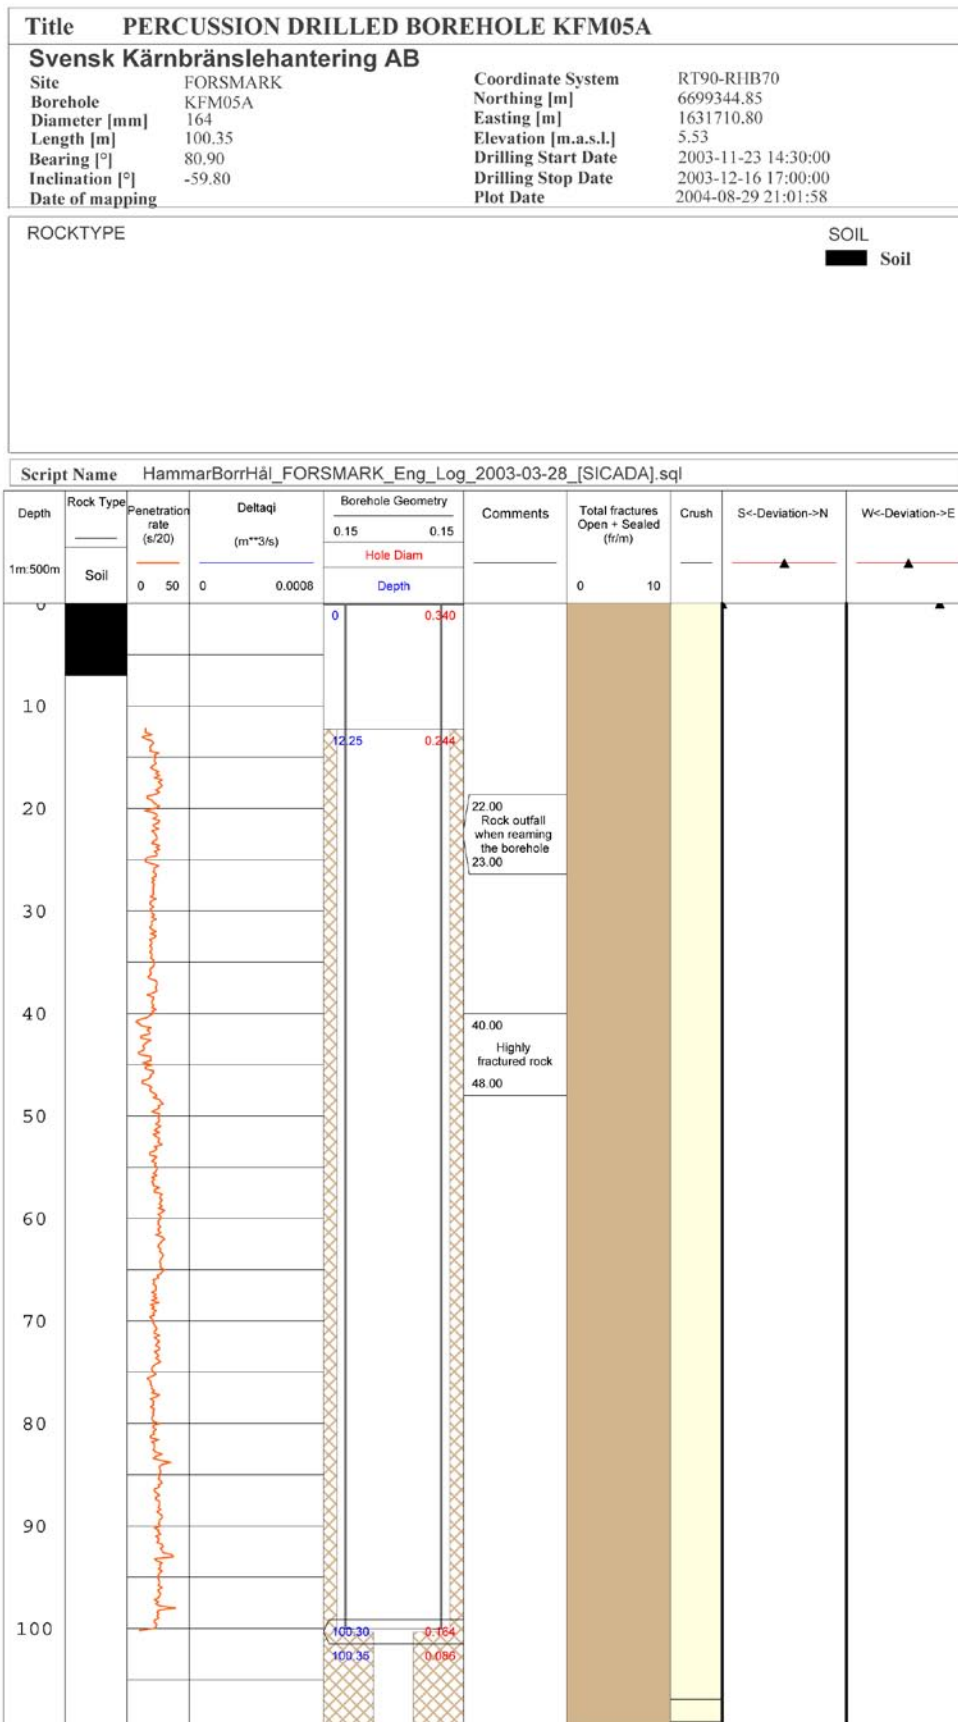 Title PERCUSSION DRILLED BOREHOLE KFM05A
Svensk Kärnbränslehantering AB
Site FORSMARK
Borehole KFM05A
Diameter [mm] 164
Length [m] 100.35
Bearing [°] 80.90
Inclination [°] -59.80
Date of mapping
Coordinate System RT90-RHB70
Northing [m] 6699344.85
Easting [m] 1631710.80
Elevation [m.a.s.l.] 5.53
Drilling Start Date 2003-11-23 14:30:00
Drilling Stop Date 2003-12-16 17:00:00
Plot Date 2004-08-29 21:01:58
ROCKTYPE
SOIL
Soil
Script Name HammarBorrHål_FORSMARK_Eng_Log_2003-03-28_[SICADA].sql
Depth
1m:500m
Rock Type
Soil
Penetration
rate
(s/20)
0 50
Deltaqi
(m**3/s)
0 0.0008
Borehole Geometry
0.15 0.15
Hole Diam
Depth
Comments
Total fractures
Open + Sealed
(fr/m)
0 10
Crush
S<-Deviation->N
W<-Deviation->E
0
0 0.340
10
12.25 0.244
20
22.00
Rock outfall
when reaming
the borehole
23.00
30
40
40.00
Highly
fractured rock
48.00
50
60
70
80
90
100
100.30 0.164
100.35 0.086